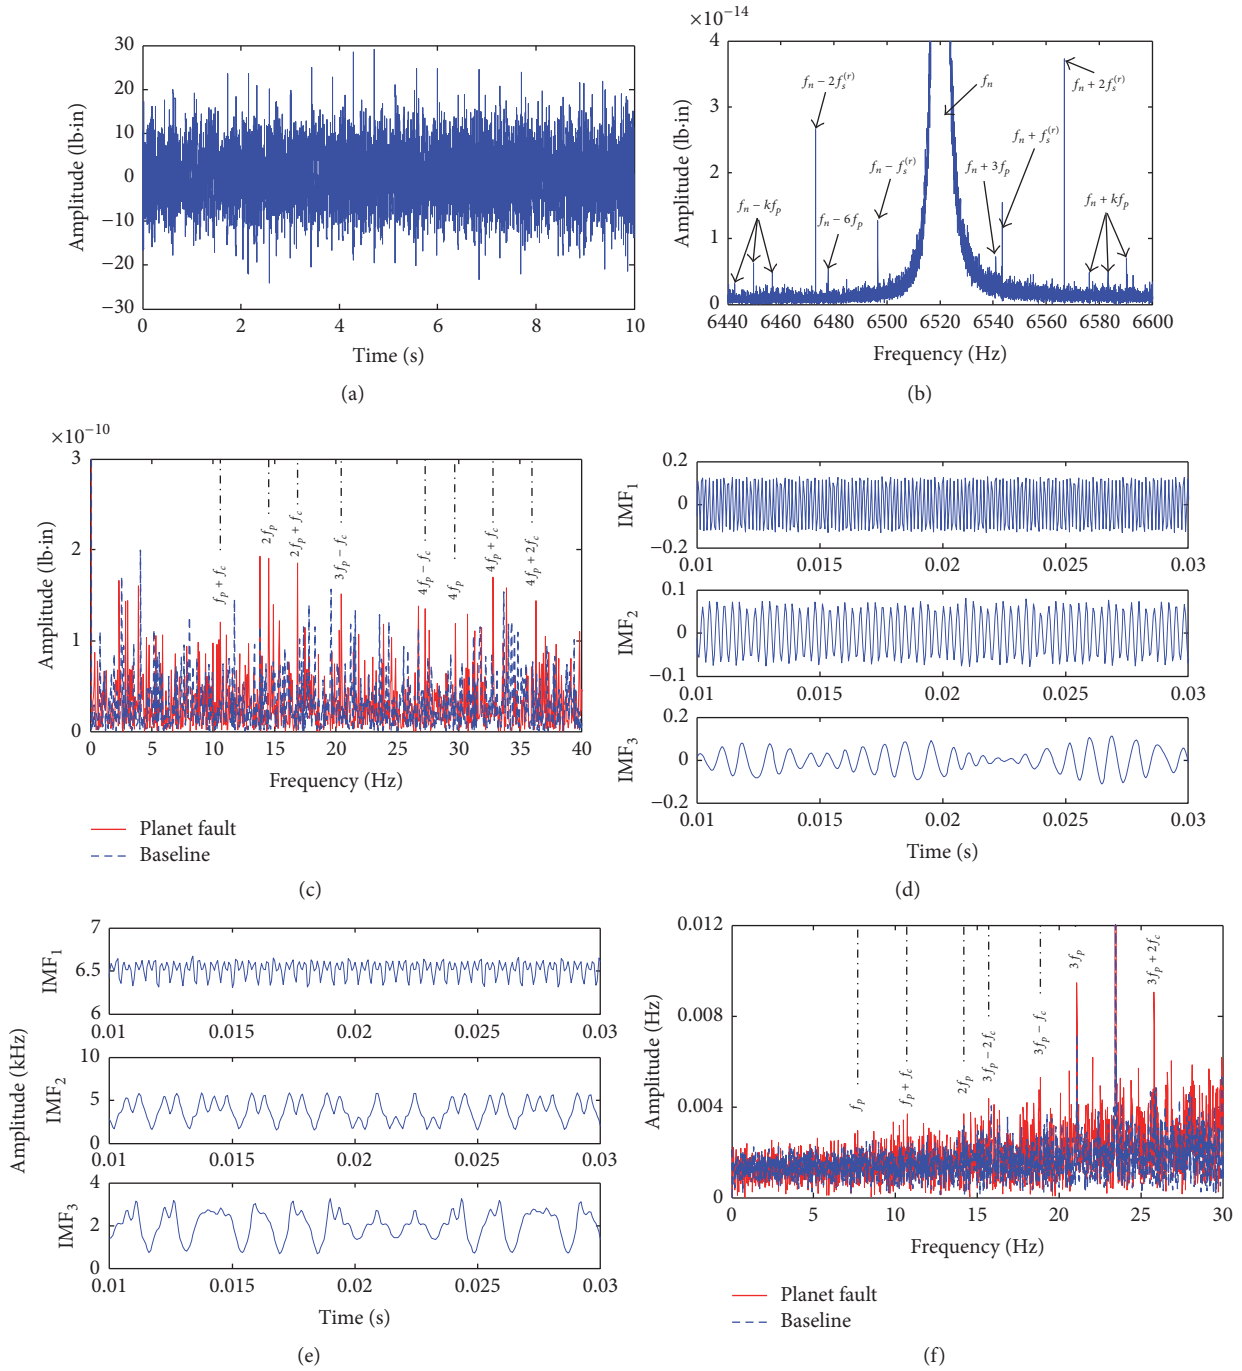 30
20
10
0
−10
−20
−30
0 2 4 6 8 10
Amplitude (lb·in)
Time (s)
(a)
×10−14
4
3
2
1
0
6440 6460 6480 6500 6520 6540 6560 6580 6600
Amplitude (lb·in)
Frequency (Hz)
fn − 2fs(r)
fn
fn + 2fs(r)
fn + fs(r)
fn − fs(r)
fn + 3fp
fn − kfp
fn − 6fp
fn + kfp
(b)
×10−10
3
2
1
0
0 5 10 15 20 25 30 35 40
Amplitude (lb·in)
Frequency (Hz)
fp + fc
2fp
2fp + fc
3fp − fc
4fp − fc
4fp
4fp + fc
4fp + 2fc
Planet fault
Baseline
(c)
IMF1
0.2
0
−0.2
0.01 0.015 0.02 0.025 0.03
IMF2
0.1
0
−0.1
0.01 0.015 0.02 0.025 0.03
IMF3
0.2
0
−0.2
0.01 0.015 0.02 0.025 0.03
Time (s)
(d)
Amplitude (kHz)
IMF1
7
6.5
6
0.01 0.015 0.02 0.025 0.03
IMF2
10
5
0
0.01 0.015 0.02 0.025 0.03
IMF3
4
2
0
0.01 0.015 0.02 0.025 0.03
Time (s)
(e)
0.012
0.008
0.004
0
0 5 10 15 20 25 30
Amplitude (Hz)
Frequency (Hz)
fp
fp + fc
2fp
3fp − 2fc
3fp − fc
3fp
3fp + 2fc
Planet fault
Baseline
(f)